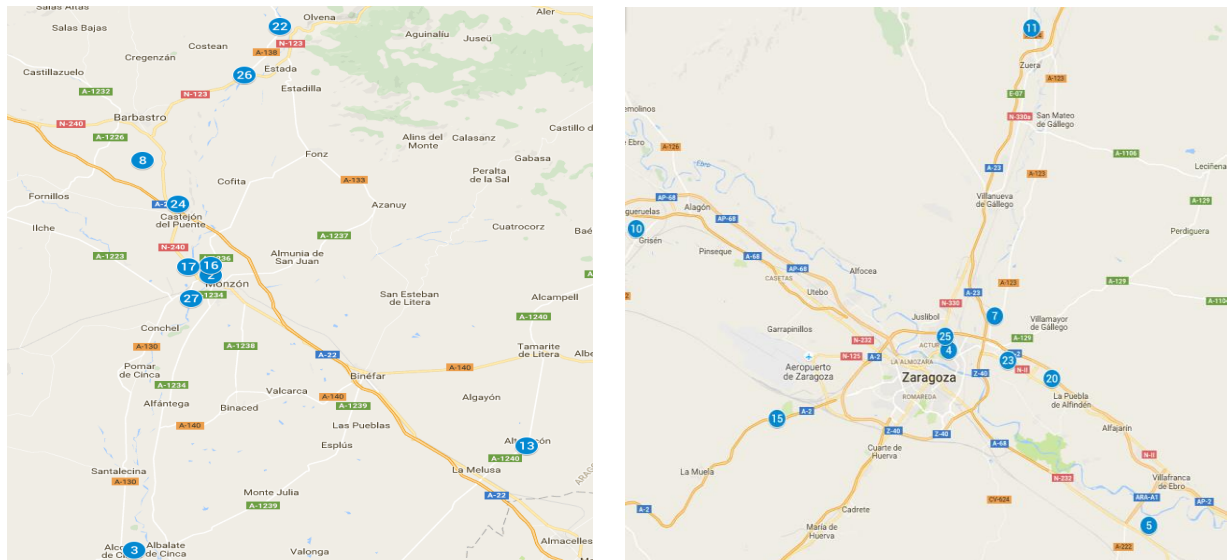 Salas Altas
22
Olvena
Aler
Salas Bajas
Aguinalíu
Juseú
Costean
N-123
A-138
Cregenzán
Estada
26
Castillazuelo
Estadilla
A-1232
N-123
Barbastro
N-240
A-1226
Alins del
Monte
Calasanz
Castillo d
8
Fonz
Gabasa
Peralta
de la Sal
Cofita
A-133
Fornillos
24
Azanuy
Castejón
del Puente
Cuatrocorz
Ilche
N-240
A-1237
A-1223
Almunia de
San Juan
17
16
2
Monzón
27
A-1234
San Esteban
de Litera
Alcampell
Conchel
A-1240
A-130
A-1238
Tamarite
de Litera
Albe
A-22
Pomar
de Cinca
Binéfar
A-140
A-1234
Valcarca
A-140
Algayón
Alfántega
Binaced
A-1239
Las Pueblas
A-140
Esplús
13
A-1240
Santalecina
La Melusa
A-130
Monte Julia
A-22
A-1239
3
Albalate
de Cinca
Valonga
Almacelles
11
Zuera
A-123
E-07
N-330a
San Mateo
de Gállego
A-126
Ebro
A-1106
A-23
Leciñena
A-123
AP-68
Villanueva
de Gállego
A-129
Alagón
AP-68
10
Grisén
Perdiguera
Pinseque
A-68
AP-68
Alfocea
CASETAS
A-129
A-123
A-23
Utebo
N-330
Juslibol
7
Villamayor
de Gállego
Garrapinillos
25
N-232
A-129
4
LA ALMOZARA
23
N-125
A-2
N-II
Aeropuerto
de Zaragoza
Zaragoza
Z-40
20
ROMAREDA
La Puebla
de Alfindén
15
A-2
Z-40
Z-40
A-68
Alfajarín
Cuarte de
Huerva
N-II
La Muela
N-232
Villafranca
de Ebro
CV-624
ARA-A1
A-2
Cadrete
AP-2
María de
Huerva
5
A-222